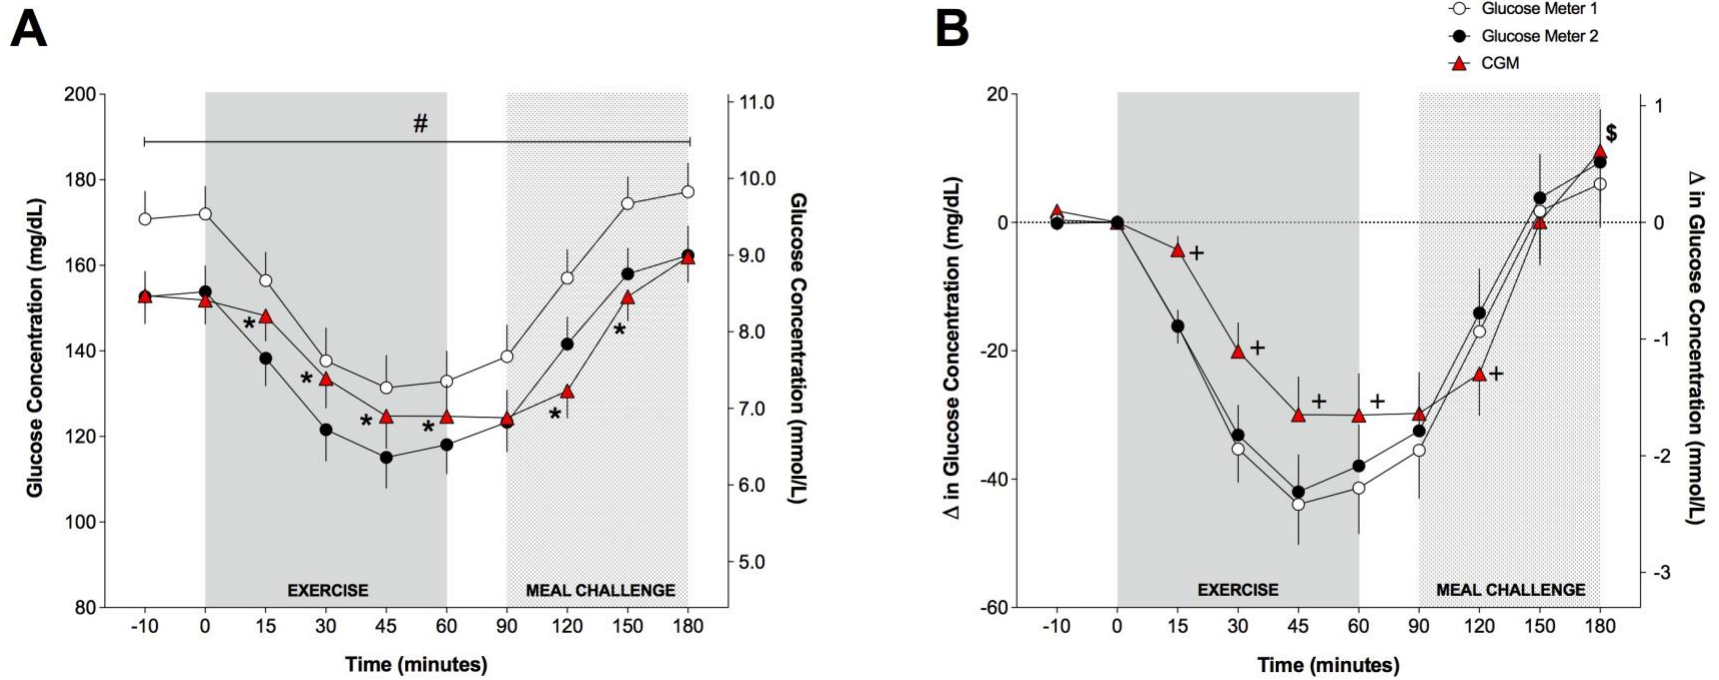 A
B
Glucose Meter 1
Glucose Meter 2
CGM
200
180
160
140
120
100
80
Glucose Concentration (mg/dL)
#
*
*
*
*
*
*
EXERCISE
MEAL CHALLENGE
11.0
10.0
9.0
8.0
7.0
6.0
5.0
Glucose Concentration (mmol/L)
-10 0 15 30 45 60 90 120 150 180
Time (minutes)
20
0
-20
-40
-60
Δ in Glucose Concentration (mg/dL)
+
+
+
+
+
$
EXERCISE
MEAL CHALLENGE
1
0
-1
-2
-3
Δ in Glucose Concentration (mmol/L)
-10 0 15 30 45 60 90 120 150 180
Time (minutes)